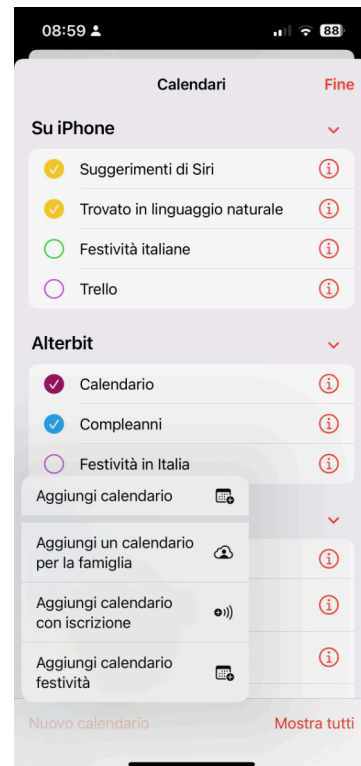 08:59
88
Calendari
Fine
Su iPhone
Suggerimenti di Siri
Trovato in linguaggio naturale
Festività italiane
Trello
Alterbit
Calendario
Compleanni
Festività in Italia
Aggiungi calendario
Aggiungi un calendario
per la famiglia
Aggiungi calendario
con iscrizione
Aggiungi calendario
festività
Nuovo calendario
Mostra tutti